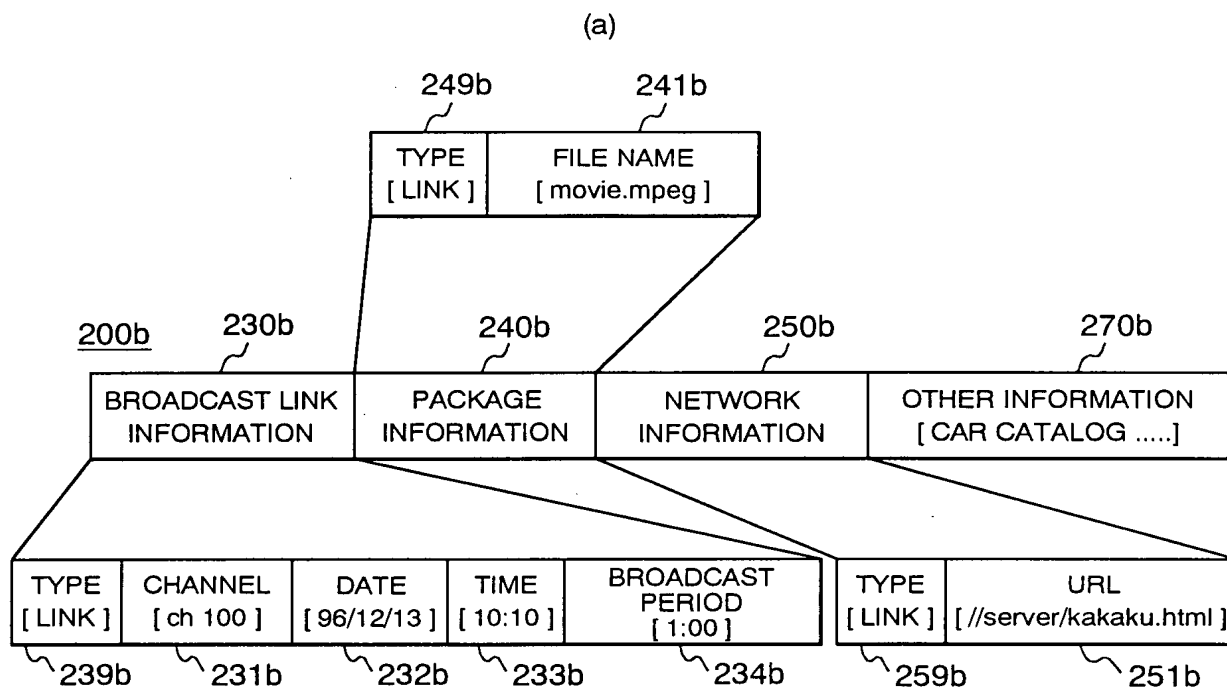 (a)
249b 241b
TYPE FILE NAME
[ LINK ] [ movie.mpeg ]
200b 230b 240b 250b 270b
BROADCAST LINK PACKAGE NETWORK OTHER INFORMATION
INFORMATION INFORMATION INFORMATION [ CAR CATALOG .....]
TYPE CHANNEL DATE TIME BROADCAST PERIOD URL
[ LINK ] [ ch 100 ] [ 96/12/13 ] [ 10:10 ] [ 1:00 ] TYPE [ LINK ] [ //server/kakaku.html ]
239b 231b 232b 233b 234b 259b 251b